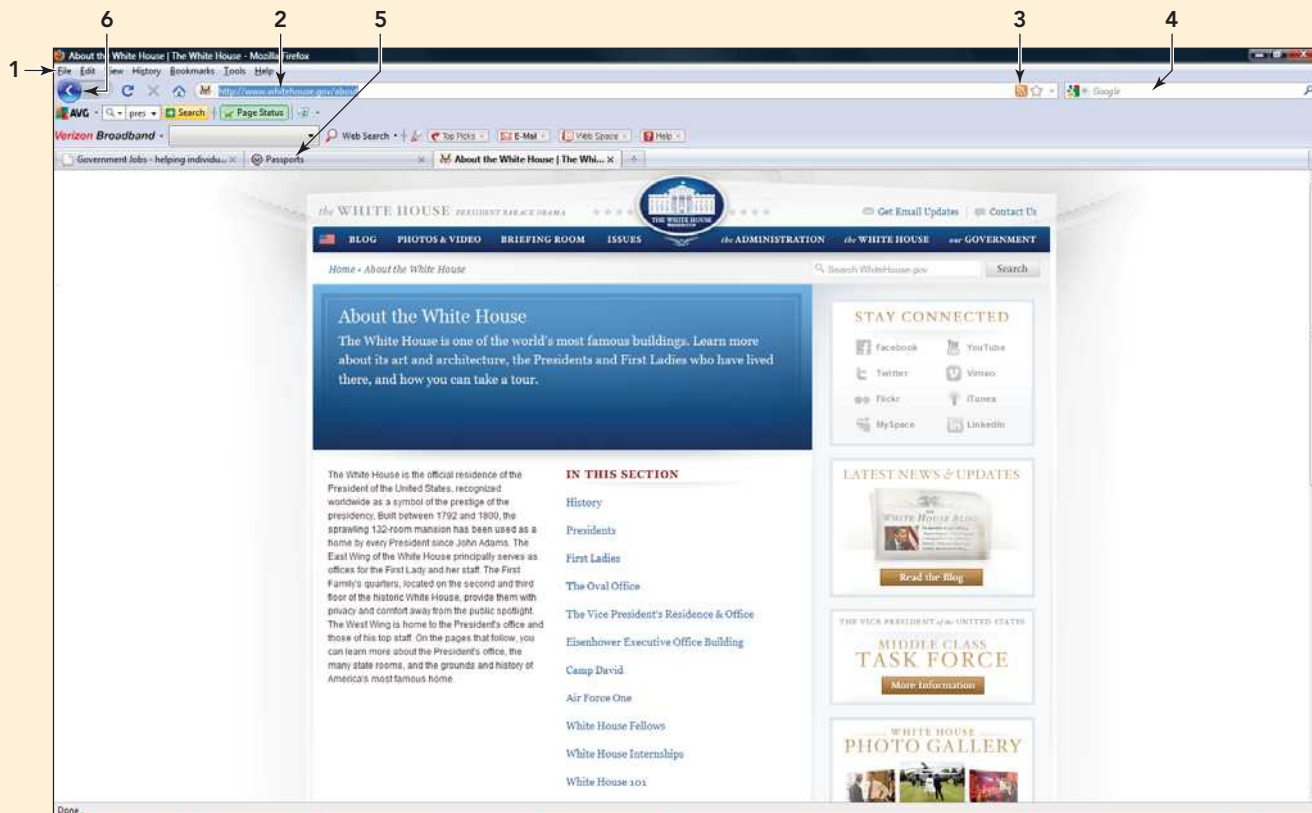 6 2 5 3 4
1
About the White House | The White House - Mozilla Firefox
File Edit View History Bookmarks Tools Help
http://www.whitehouse.gov/about
Google
AVG pres Search Page Status
Verizon Broadband Web Search Top Picks E-Mail Web Space Help
Government Jobs - helping individu... Passports About the White House | The Whi...
the WHITE HOUSE PRESIDENT BARACK OBAMA
THE WHITE HOUSE
WASHINGTON
Get Email Updates Contact Us
BLOG PHOTOS & VIDEO BRIEFING ROOM ISSUES the ADMINISTRATION the WHITE HOUSE our GOVERNMENT
Home • About the White House
Search WhiteHouse.gov Search
About the White House
The White House is one of the world's most famous buildings. Learn more
about its art and architecture, the Presidents and First Ladies who have lived
there, and how you can take a tour.
The White House is the official residence of the
President of the United States, recognized
worldwide as a symbol of the prestige of the
presidency. Built between 1792 and 1800, the
sprawling 132-room mansion has been used as a
home by every President since John Adams. The
East Wing of the White House principally serves as
offices for the First Lady and her staff. The First
Family's quarters, located on the second and third
floor of the historic White House, provide them with
privacy and comfort away from the public spotlight.
The West Wing is home to the President's office and
those of his top staff. On the pages that follow, you
can learn more about the President's office, the
many state rooms, and the grounds and history of
America's most famous home.
IN THIS SECTION
History
Presidents
First Ladies
The Oval Office
The Vice President's Residence & Office
Eisenhower Executive Office Building
Camp David
Air Force One
White House Fellows
White House Internships
White House 101
STAY CONNECTED
Facebook YouTube
Twitter Vimeo
Flickr iTunes
MySpace LinkedIn
LATEST NEWS & UPDATES
WHITE HOUSE BLOG
Read the Blog
THE VICE PRESIDENT of the UNITED STATES
MIDDLE CLASS
TASK FORCE
More Information
WHITE HOUSE
PHOTO GALLERY
Done